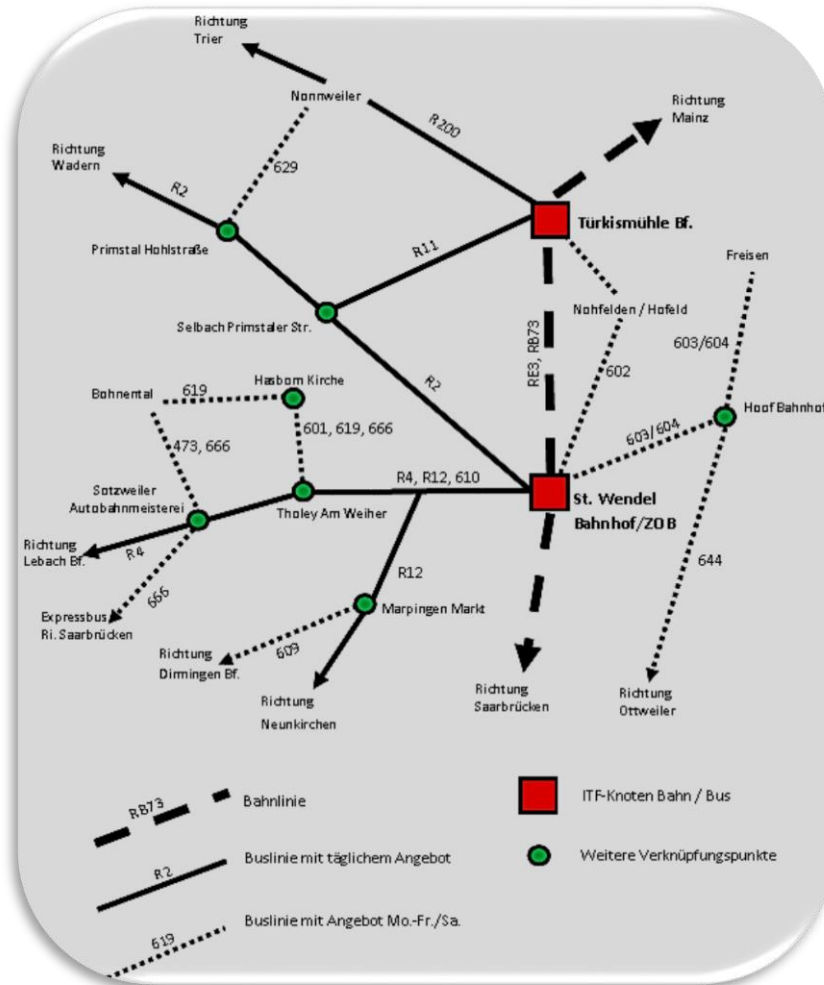 Richtung
Trier
Nonnweiler
R200
Richtung
Mainz
Richtung
Wadern
R2
629
Primstal Hohlstraße
R11
Türkismühle Bf.
Freisen
Selbach Primstaler Str.
Nohfelden / Hofeld
RE3, RB73
603/604
602
R2
Bohnental
619
Hasborn Kirche
Hoof Bahnhof
603/604
473, 666
601, 619, 666
R4, R12, 610
Sotzweiler
Autobahnmeisterei
Tholey Am Weiher
St. Wendel
Bahnhof/ZOB
Richtung
Lebach Bf.
R4
644
R12
666
Expressbus
Ri. Saarbrücken
Marpingen Markt
609
Richtung
Dirmingen Bf.
Richtung
Neunkirchen
Richtung
Saarbrücken
Richtung
Ottweiler
RB73
Bahnlinie
ITF-Knoten Bahn / Bus
R2
Buslinie mit täglichem Angebot
Weitere Verknüpfungspunkte
619
Buslinie mit Angebot Mo.-Fr./Sa.